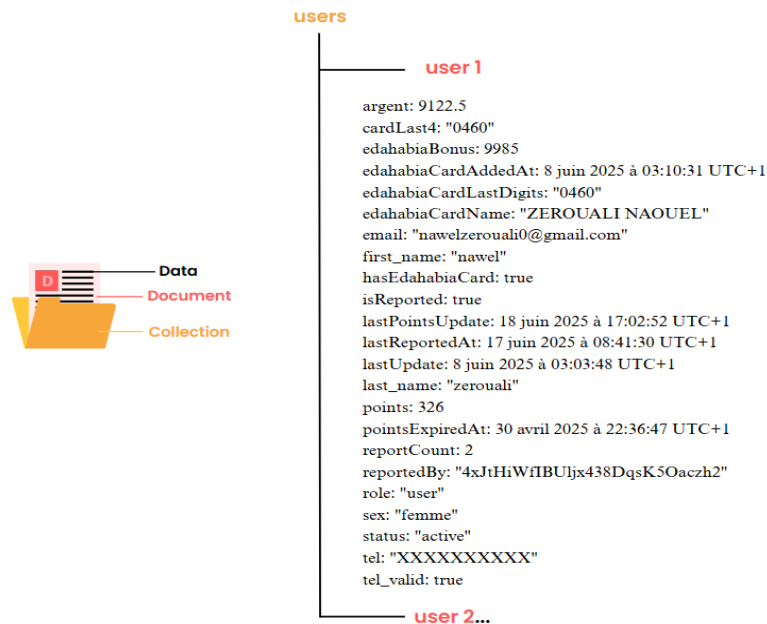 users
user 1
argent: 9122.5
cardLast4: "0460"
edahabiaBonus: 9985
edahabiaCardAddedAt: 8 juin 2025 à 03:10:31 UTC+1
edahabiaCardLastDigits: "0460"
edahabiaCardName: "ZEROUALI NAOUEL"
email: "nawelzerouali0@gmail.com"
first_name: "nawel"
hasEdahabiaCard: true
isReported: true
lastPointsUpdate: 18 juin 2025 à 17:02:52 UTC+1
lastReportedAt: 17 juin 2025 à 08:41:30 UTC+1
lastUpdate: 8 juin 2025 à 03:03:48 UTC+1
last_name: "zerouali"
points: 326
pointsExpiredAt: 30 avril 2025 à 22:36:47 UTC+1
reportCount: 2
reportedBy: "4xJtHiWfIBUljx438DqsK5Oaczh2"
role: "user"
sex: "femme"
status: "active"
tel: "XXXXXXXXXX"
tel_valid: true
user 2...
D
Data
Document
Collection